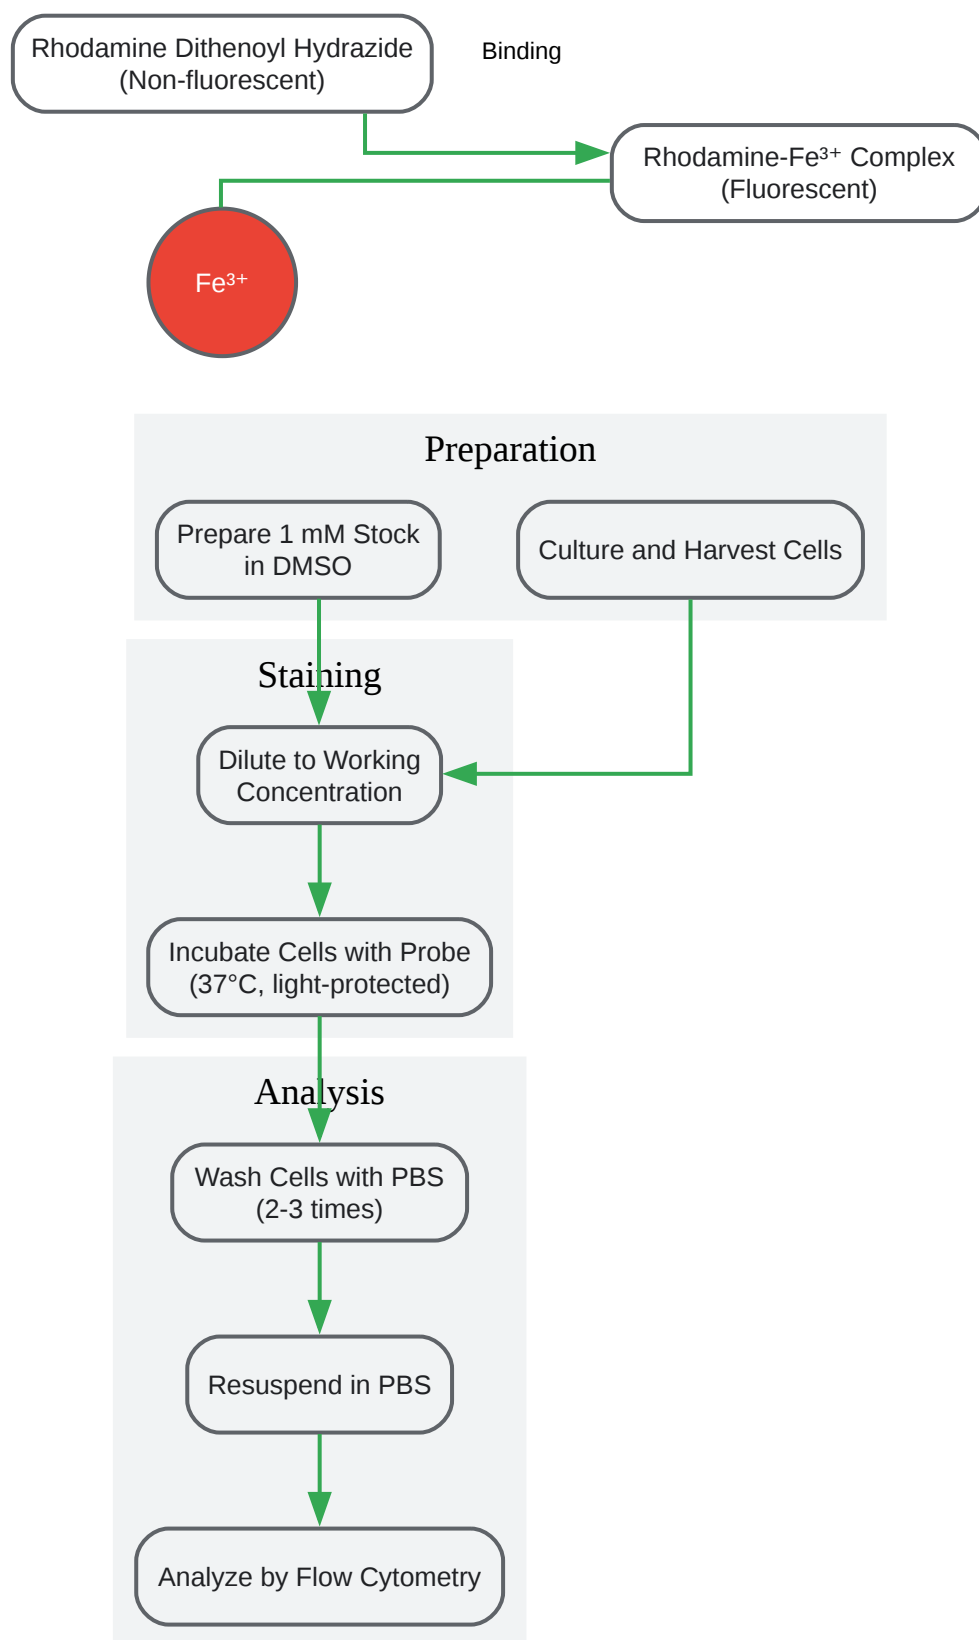 Rhodamine Dithenoyl Hydrazide
(Non-fluorescent)
Binding
Rhodamine-Fe³⁺ Complex
(Fluorescent)
Fe³⁺
Preparation
Prepare 1 mM Stock
in DMSO
Culture and Harvest Cells
Staining
Dilute to Working
Concentration
Incubate Cells with Probe
(37°C, light-protected)
Analysis
Wash Cells with PBS
(2-3 times)
Resuspend in PBS
Analyze by Flow Cytometry